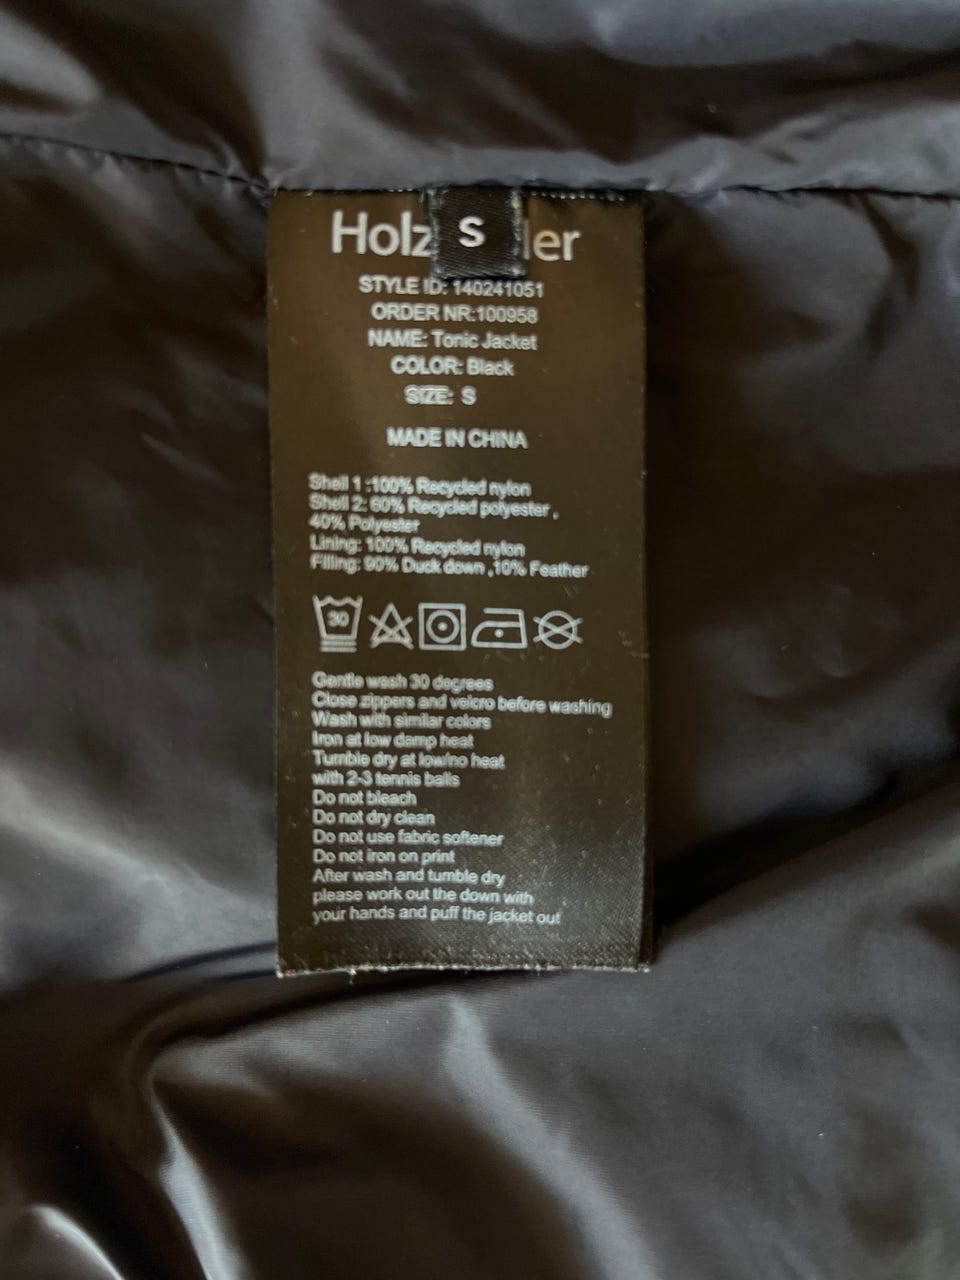 Holz ler
S
STYLE ID: 140241051
ORDER NR:100958
NAME: Tonic Jacket
COLOR: Black
SIZE: S
MADE IN CHINA
Shell 1 :100% Recycled nylon
Shell 2: 60% Recycled polyester ,
40% Polyester
Lining: 100% Recycled nylon
Filling: 90% Duck down ,10% Feather
30
Gentle wash 30 degrees
Close zippers and velcro before washing
Wash with similar colors
Iron at low damp heat
Tumble dry at low/no heat
with 2-3 tennis balls
Do not bleach
Do not dry clean
Do not use fabric softener
Do not iron on print
After wash and tumble dry
please work out the down with
your hands and puff the jacket out